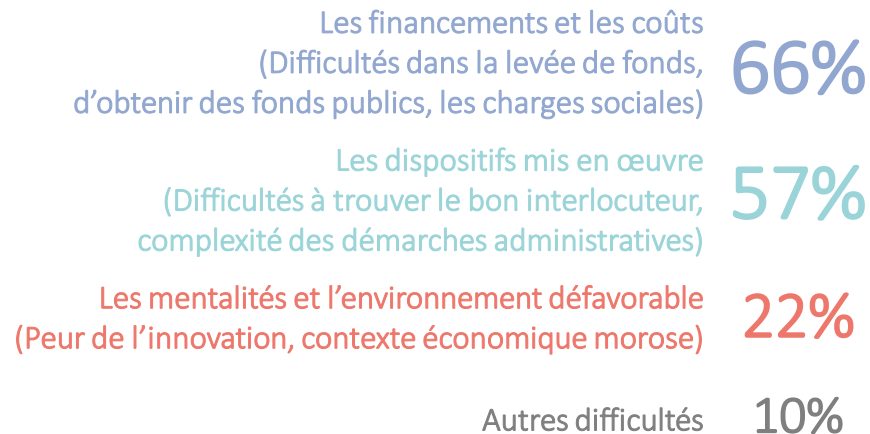 Les financements et les coûts
(Difficultés dans la levée de fonds,
d’obtenir des fonds publics, les charges sociales)
66%
Les dispositifs mis en œuvre
(Difficultés à trouver le bon interlocuteur,
complexité des démarches administratives)
57%
Les mentalités et l’environnement défavorable
(Peur de l’innovation, contexte économique morose)
22%
Autres difficultés
10%